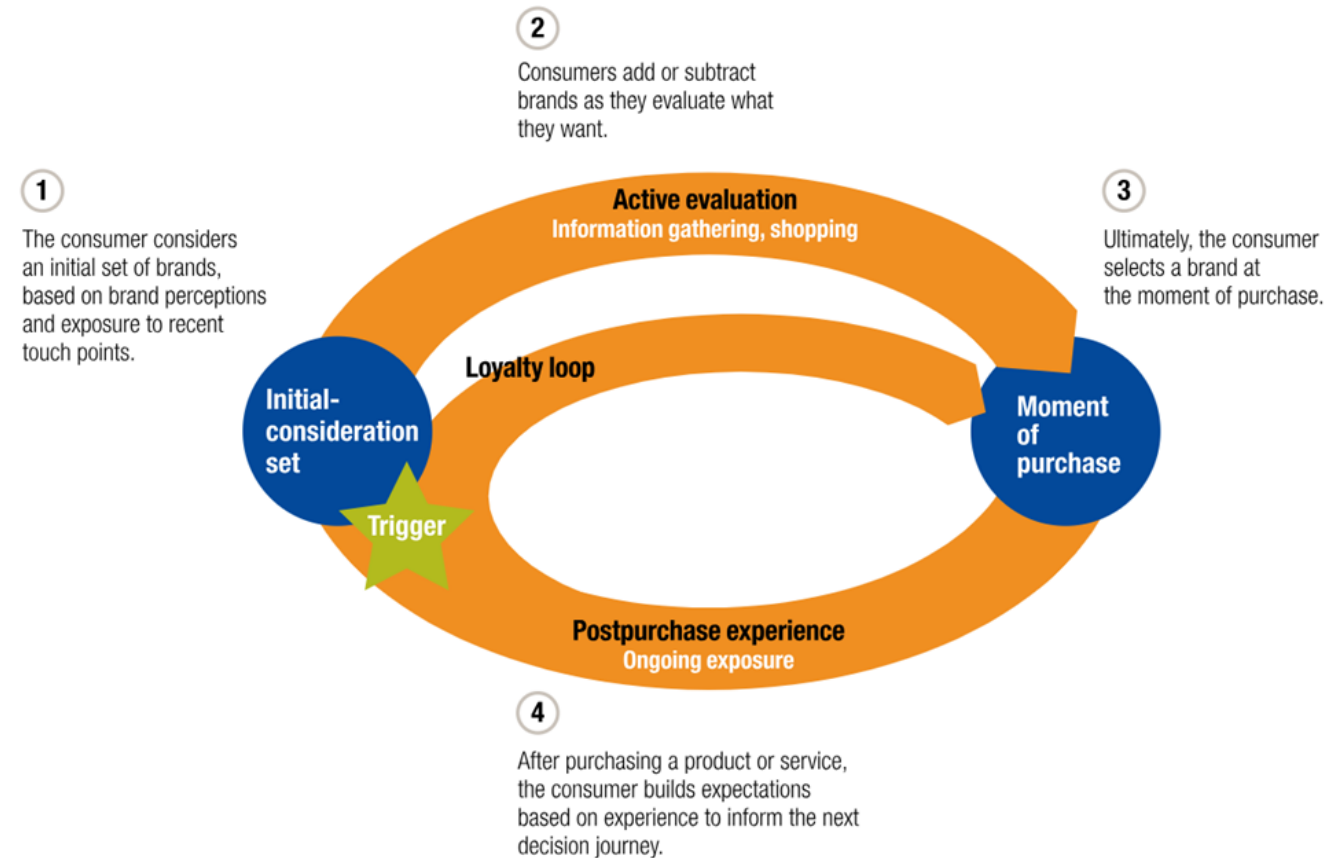 1
The consumer considers
an initial set of brands,
based on brand perceptions
and exposure to recent
touch points.
2
Consumers add or subtract
brands as they evaluate what
they want.
3
Ultimately, the consumer
selects a brand at
the moment of purchase.
Active evaluation
Information gathering, shopping
Loyalty loop
Initial-
consideration
set
Trigger
Moment
of
purchase
Postpurchase experience
Ongoing exposure
4
After purchasing a product or service,
the consumer builds expectations
based on experience to inform the next
decision journey.